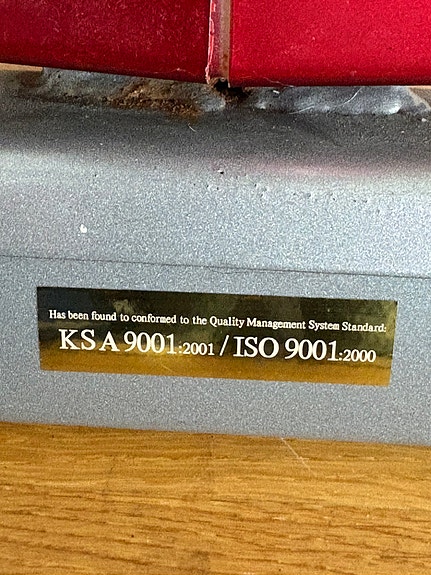 Has been found to conformed to the Quality Management System Standard:
KS A 9001:2001 / ISO 9001:2000